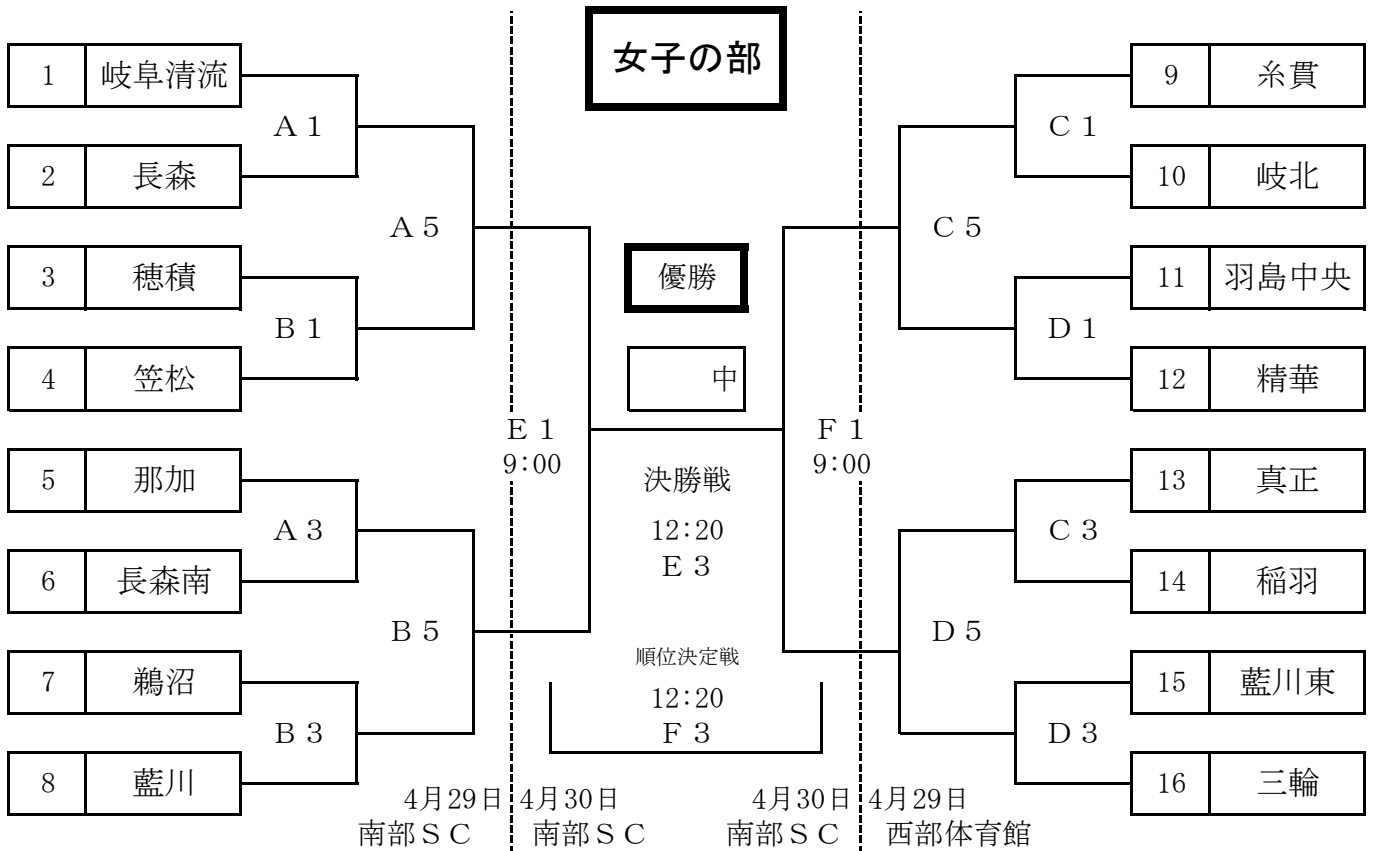 女子の部
1 岐阜清流
A 1
2 長森
A 5
3 穂積
B 1
4 笠松
E 1
9:00
5 那加
A 3
6 長森南
B 5
7 鵜沼
B 3
8 藍川
優勝
中
決勝戦
12:20
E 3
順位決定戦
12:20
F 3
9 糸貫
C 1
10 岐北
C 5
11 羽島中央
D 1
12 精華
F 1
9:00
13 真正
C 3
14 稲羽
D 5
15 藍川東
D 3
16 三輪
4月29日 4月30日 4月30日 4月29日
南部SC 南部SC 南部SC 西部体育館